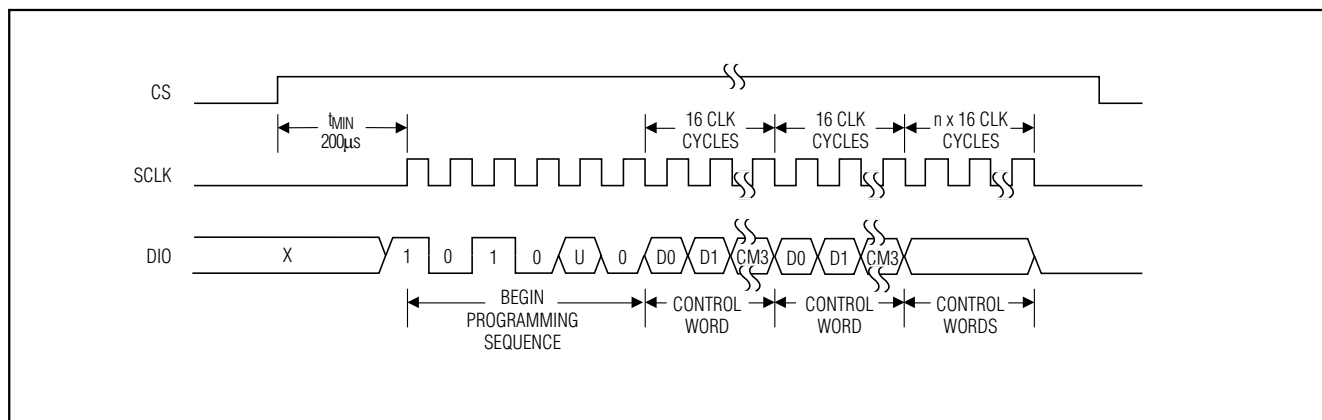 CS
tMIN
200µs
16 CLK
CYCLES
16 CLK
CYCLES
n x 16 CLK
CYCLES
SCLK
DIO
X 1 0 1 0 U 0 D0 D1 CM3 D0 D1 CM3
BEGIN
PROGRAMMING
SEQUENCE
CONTROL
WORD
CONTROL
WORD
CONTROL
WORDS